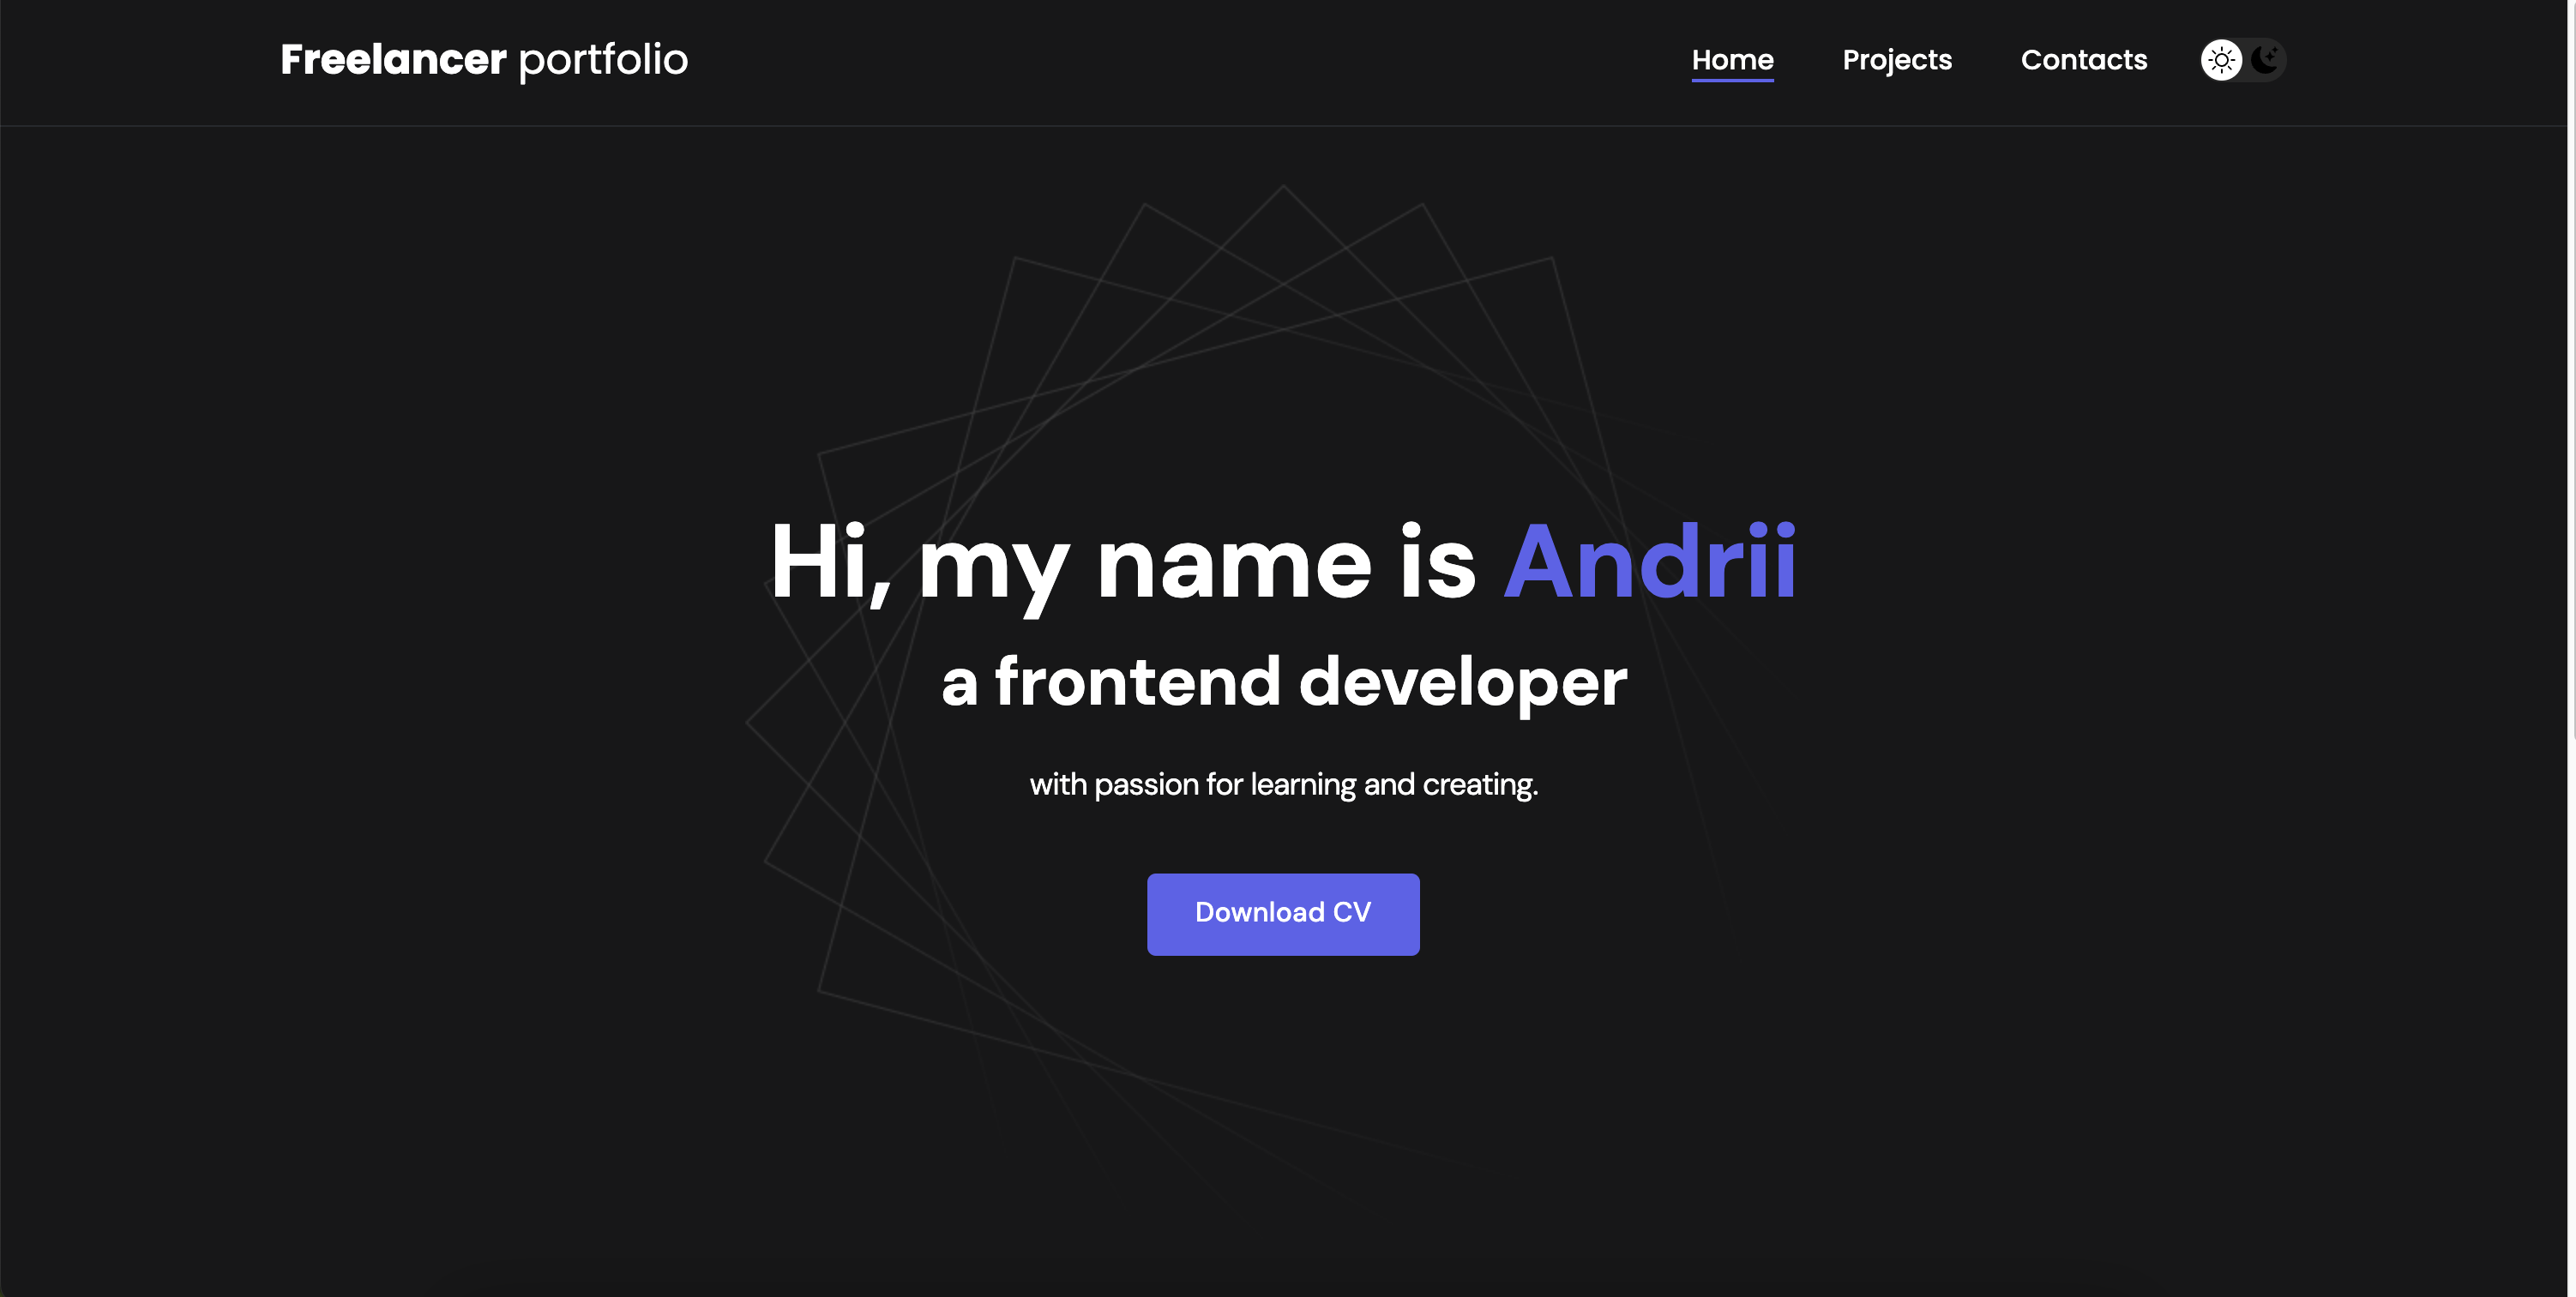 Freelancer portfolio
Home
Projects
Contacts
Hi, my name is Andrii
a frontend developer
with passion for learning and creating.
Download CV